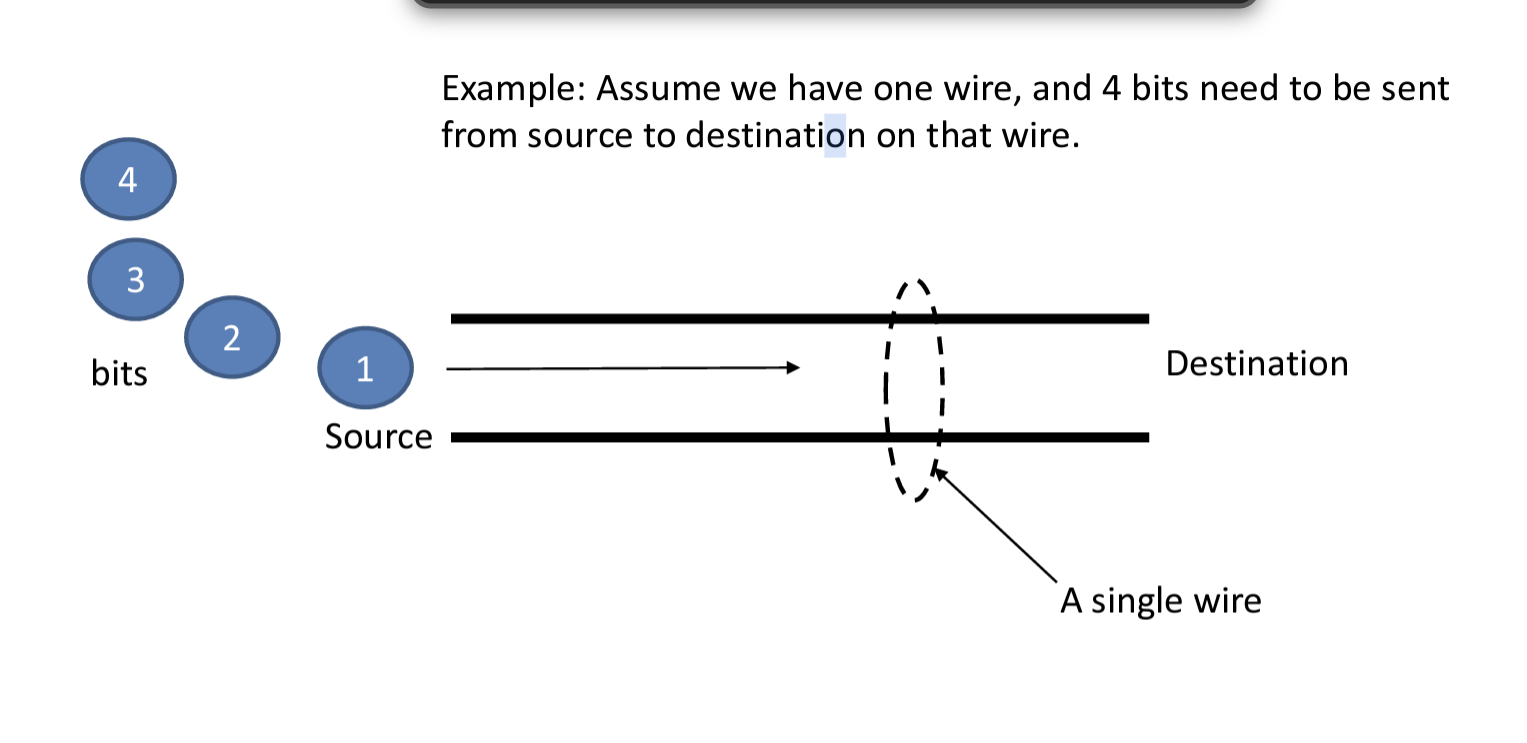 Example: Assume we have one wire, and 4 bits need to be sent
from source to destination on that wire.
4
3
2
1
bits
Source
Destination
A single wire